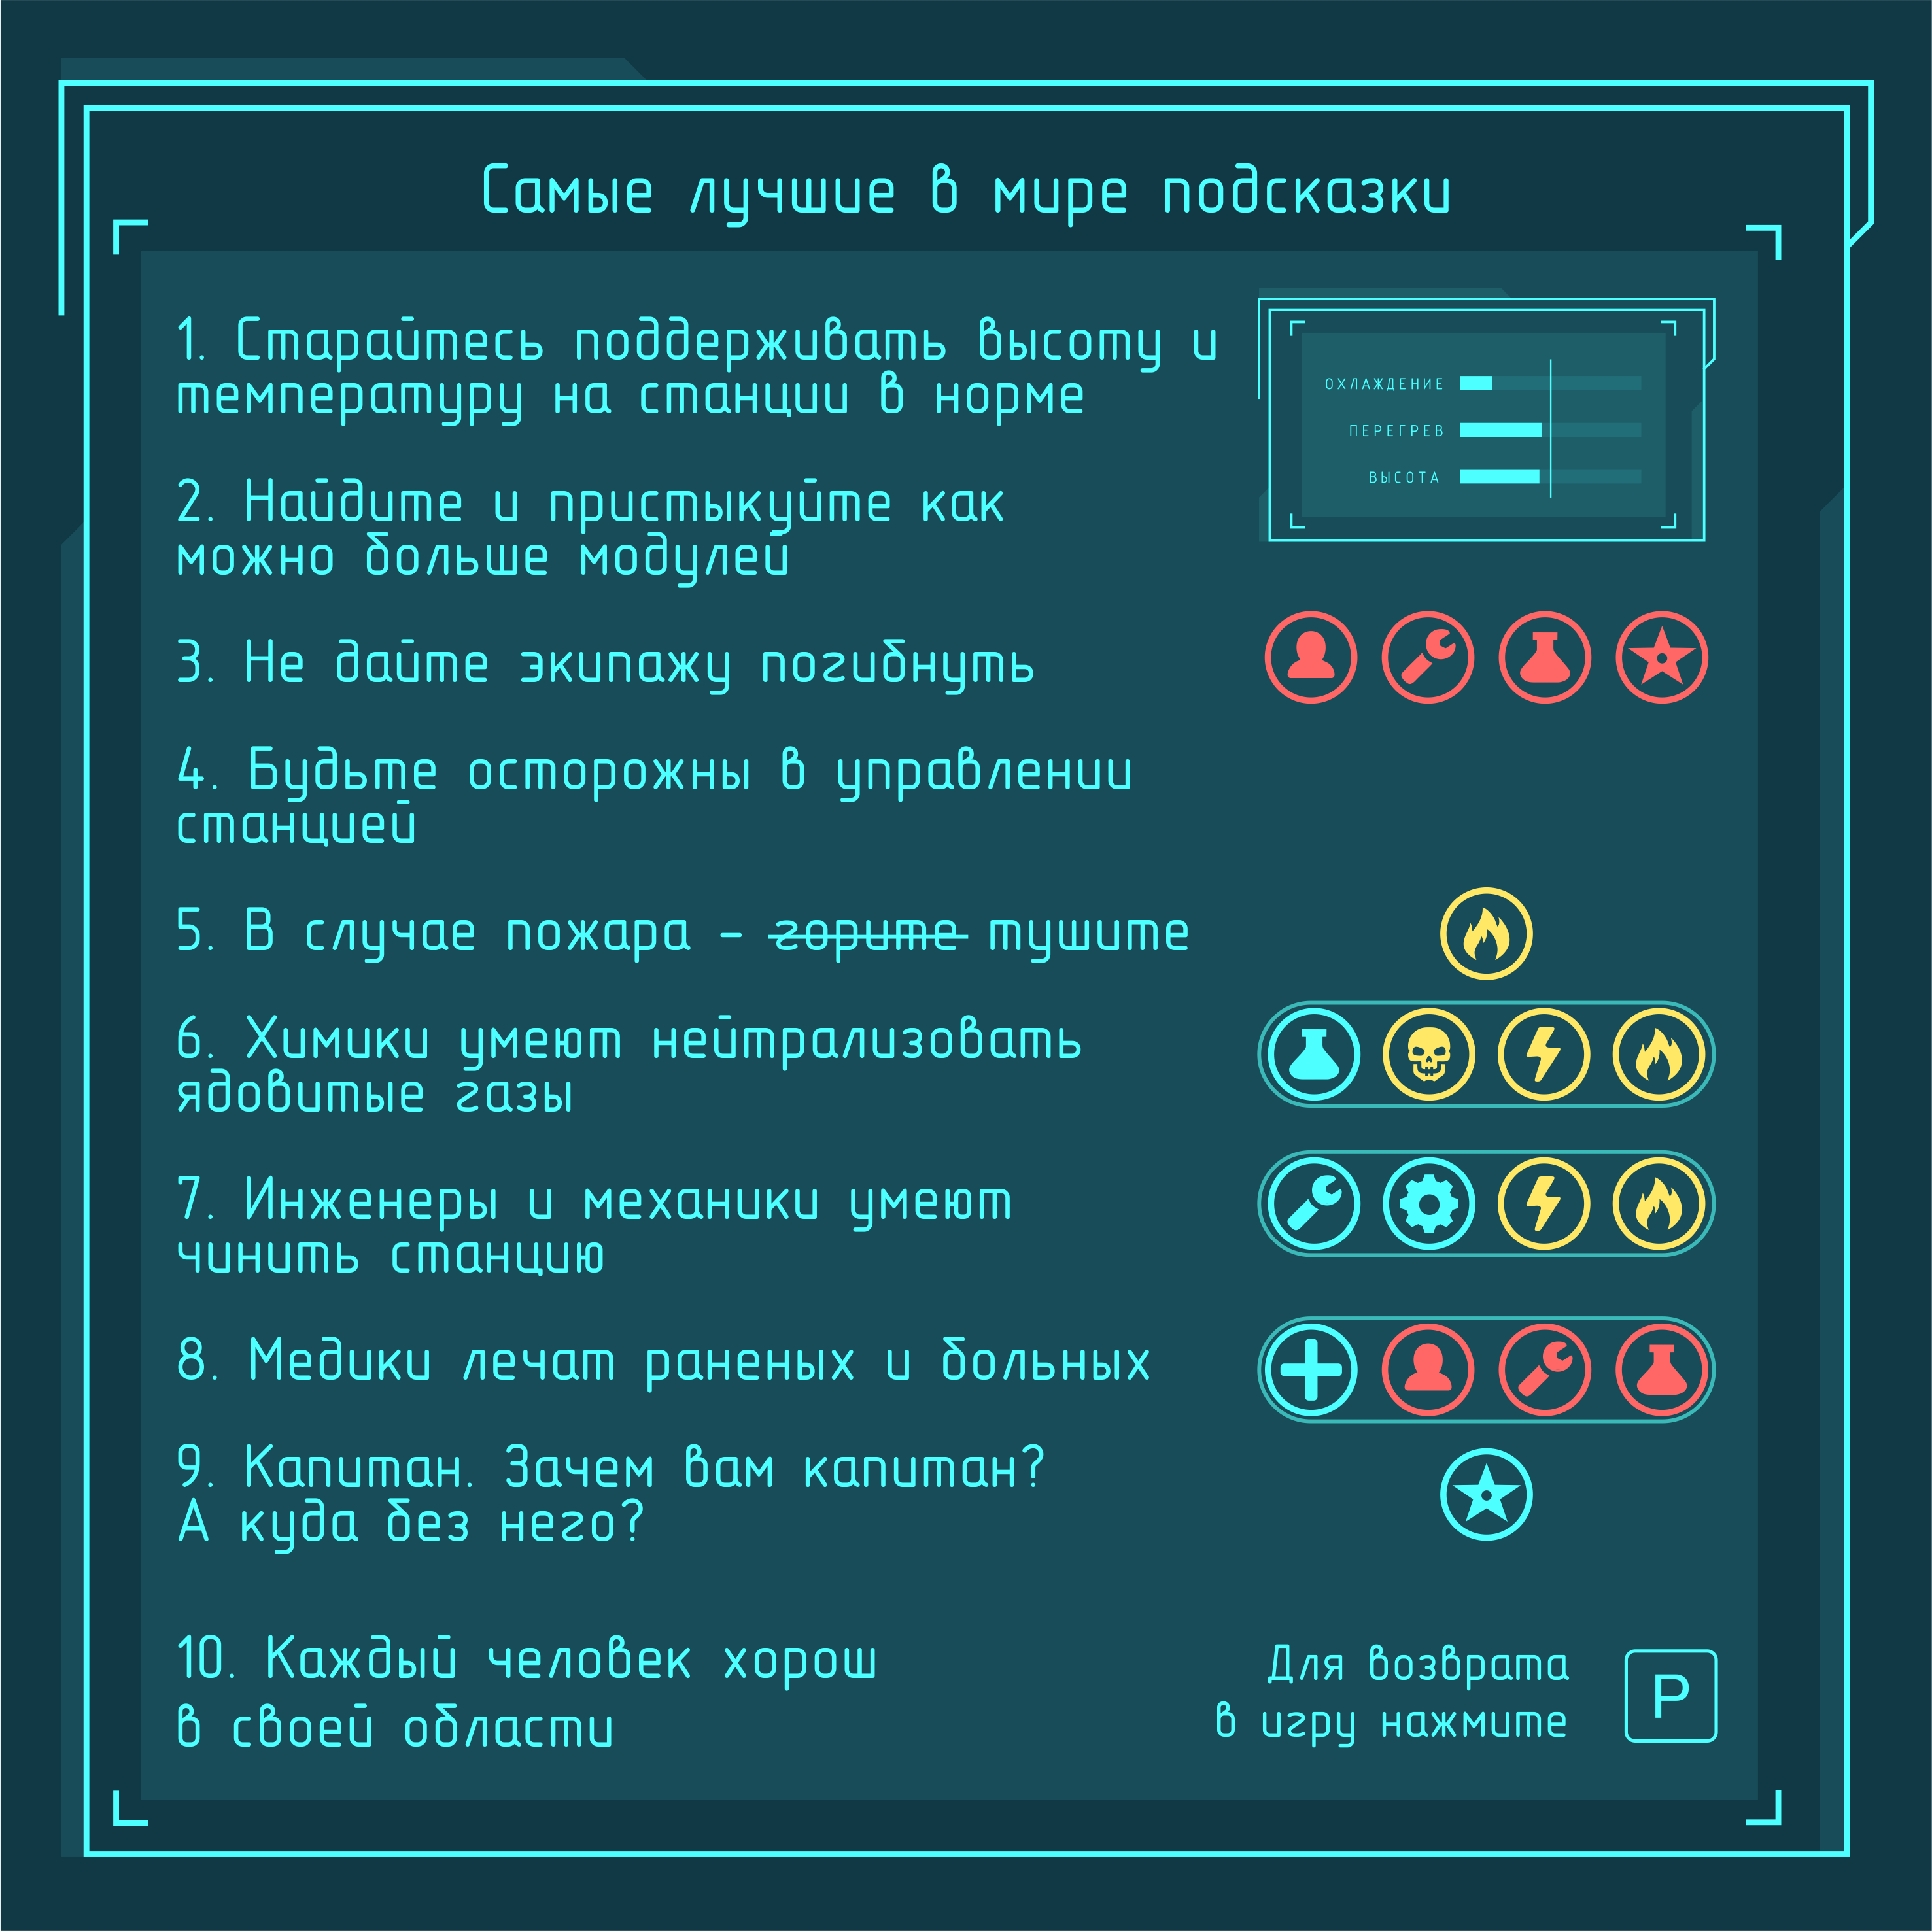 Самые лучшие в мире подсказки
1. Старайтесь поддерживать высоту и
температуру на станции в норме
ОХЛАЖДЕНИЕ
ПЕРЕГРЕВ
ВЫСОТА
2. Найдите и пристыкуйте как
можно больше модулей
3. Не дайте экипажу погибнуть
4. Будьте осторожны в управлении
станцией
5. В случае пожара - горите тушите
6. Химики умеют нейтрализовать
ядовитые газы
7. Инженеры и механики умеют
чинить станцию
8. Медики лечат раненых и больных
9. Капитан. Зачем вам капитан?
А куда без него?
10. Каждый человек хорош
в своей области
Для возврата
в игру нажмите
P